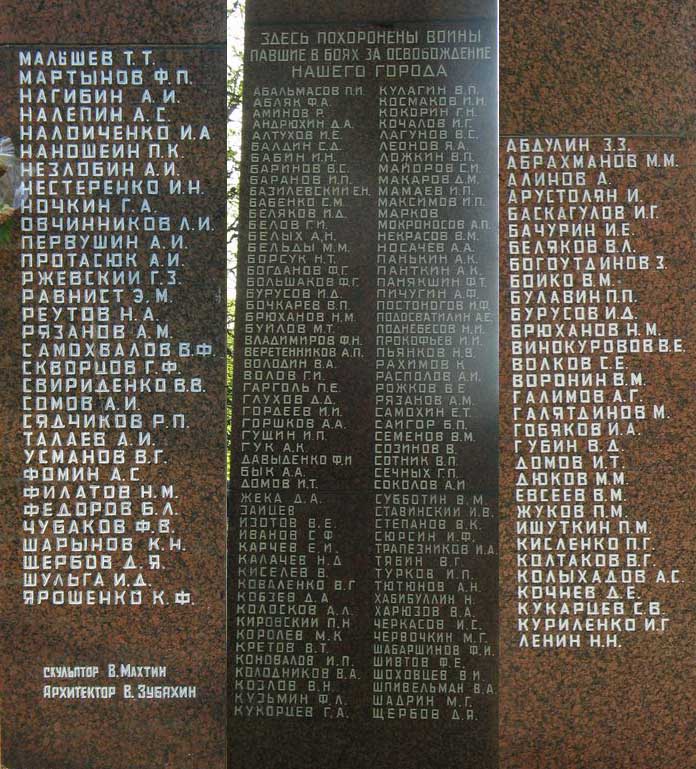 МАЛЬШЕВ Т.Т.
МАРТЫНОВ Ф.П.
НАГИБИН А.И.
НАЛЕПИН А.С.
НАЛОИЧЕНКО И.А
НАНОШЕИН П.К.
НЕЗЛОБИН А.И.
НЕСТЕРЕНКО И.Н.
НОЧКИН Г.А.
ОВЧИННИКОВ Л.И.
ПЕРВУШИН А.И.
ПРОТАСЮК А.И.
РЖЕВСКИЙ Г.З.
РАВНИСТ Э.М.
РЕУТОВ Н.А.
РЯЗАНОВ А.М.
САМОХВАЛОВ В.Ф.
СКВОРЦОВ Г.Ф.
СВИРИДЕНКО В.В.
СОМОВ А.И.
СЯДЧИКОВ Р.П.
ТАЛАЕВ А.И.
УСМАНОВ В.Г.
ФОМИН А.С
ФИЛАТОВ Н.М.
ФЕДОРОВ Б.Л.
ЧУБАКОВ Ф.В.
ШАРЫНОВ К.Н.
ЩЕРБОВ Д.Я.
ШУЛЬГА И.Д.
ЯРОШЕНКО К.Ф.
СКУЛЬПТОР В.МАХТИН
АРХИТЕКТОР В.ЗУБАХИН
ЗДЕСЬ ПОХОРОНЕНЫ ВОИНЫ
ПАВШИЕ В БОЯХ ЗА ОСВОБОЖДЕНИЕ
НАШЕГО ГОРОДА
АБАЛЬМАСОВ П.И.
АБЛЯК Ф.А.
АМИНОВ Р.
АНДРЮХИН Д.А.
АЛТУХОВ И.Е.
БАЛДИН С.Д.
БАБИН И.Н.
БАРИНОВ В.С.
БАРАНОВ И.П.
БАЗИЛЕВСКИЙ Е.Н.
БАБЕНКО С.М.
БЕЛЯКОВ И.Д.
БЕЛОВ Г.И.
БЕЛЫХ А.Н.
БЕЛЬДЫ М.М.
БОРСУК Н.Т.
БОГДАНОВ Ф.Г.
БОЛЬШАКОВ Ф.Г.
БУРУСОВ И.Д.
БОЧКАРЕВ В.П.
БРЮХАНОВ Н.М.
БУЙЛОВ М.Т.
ВЛАДИМИРОВ Ф.Н.
ВЕРЕТЕННИКОВ А.П.
ВОЛОДИН В.А.
ВОЛОВ Г.И.
ГАРГОЛЬ П.Е.
ГЛУХОВ Д.Д.
ГОРДЕЕВ И.И.
ГОРШКОВ А.А.
ГУШИН И.П.
ГУК А.К.
ДАВЫДЕНКО Ф.И
БЫК А.А.
ДОМОВ И.Т.
ЖЕКА Д.А.
ЗАЙЦЕВ
ИЗОТОВ В.Е.
ИВАНОВ С.Ф
КАРЧЕВ Е.И.
КАЛАЧЕВ Н.Д
КИСЕЛЕВ В.
КОВАЛЕНКО В.Г
КОБЗЕВ Д.А
КОЛОСКОВ А.Л.
КИРОВСКИЙ П.Н
КОРОЛЕВ М.К
КРЕТОВ В.Т.
КОНОВАЛОВ И.П.
КОЛОДНИКОВ В.А.
КОЗЛОВ В.Н.
КУЗЬМИН Ф.Л.
КУКОРЦЕВ Г.А.
КУЛАГИН В.П.
КОСМАКОВ И.И.
КОКОРИН Г.Н.
КОЧАЛОВ И.Г.
ЛАГУНОВ В.С.
ЛЕОНОВ Я.А.
ЛОЖКИН В.П.
МАЙОРОВ С.И.
МАКАРОВ Д.М.
МАМАЕВ И.П.
МАКСИМОВ И.П.
МАРКОВ
МОКРОНОСОВ А.П.
НЕКРАСОВ В.М.
НОСАЧЕВ А.А.
ПАНЬКИН А.К.
ПАНТКИН А.К.
ПАНЯКШИН Ф.Т.
ПИЧУГИН А.Ф.
ПОСТОНОГОВ И.Ф.
ПОДОСВАТИЛИН А.Е.
ПОДНЕБЕСОВ Н.И.
ПРОКОФЬЕВ И.И.
ПЬЯНКОВ Н.В.
РАХИМОВ К.
РАСПОЛОВ А.И.
РОЖКОВ В.Е.
РЯЗАНОВ А.М.
САМОХИН Е.Т.
САИГОР Б.П.
СЕМЕНОВ В.М.
СОЗИНОВ В.
СОТНИК В.П.
СЕЧНЫХ Г.П.
СОКОЛОВ А.И
СУББОТИН В.М.
СТАВИНСКИЙ И.В.
СТЕПАНОВ В.К.
СЮРСИН И.Ф.
ТРАПЕЗНИКОВ И.А.
ТЯБИН В.Г.
ТУРКОВ И.П.
ТЮТЮНОВ А.Н.
ХАБИБУЛЛИН Н.
ХАРЮЗОВ В.А.
ЧЕРКАСОВ И.С.
ЧЕРВОЧКИН М.Г.
ШАБАРШИНОВ Ф.И.
ШИВТОВ Ф.Е.
ШОХОВЦЕВ В.И
ШПИВЕЛЬМАН В.А.
ШАДРИН М.Г.
ЩЕРБОВ Д.Я.
АБДУЛИН З.З.
АБРАХМАНОВ М.М.
АЛИНОВ А.
АРУСТОЛЯН И.
БАСКАГУЛОВ И.Г.
БАЧУРИН И.Е.
БЕЛЯКОВ В.Л.
БОГОУТДИНОВ З.
БОЙКО В.М.
БУЛАВИН П.П.
БУРУСОВ И.Д.
БРЮХАНОВ Н.М.
ВИНОКУРОВОВ В.Е.
ВОЛКОВ С.Е.
ВОРОНИН В.М.
ГАЛИМОВ А.Г.
ГАЛЯТДИНОВ М.
ГОБЯКОВ И.А.
ГУБИН В.Д.
ДОМОВ И.Т.
ДЮКОВ М.М.
ЕВСЕЕВ В.М.
ЖУКОВ П.М.
ИШУТКИН П.М.
КИСЛЕНКО П.Г.
КОЛТАКОВ В.Г.
КОЛЫХАДОВ А.С.
КОЧНЕВ Д.Е.
КУКАРЦЕВ С.В.
КУРИЛЕНКО И.Г
ЛЕНИН Н.Н.